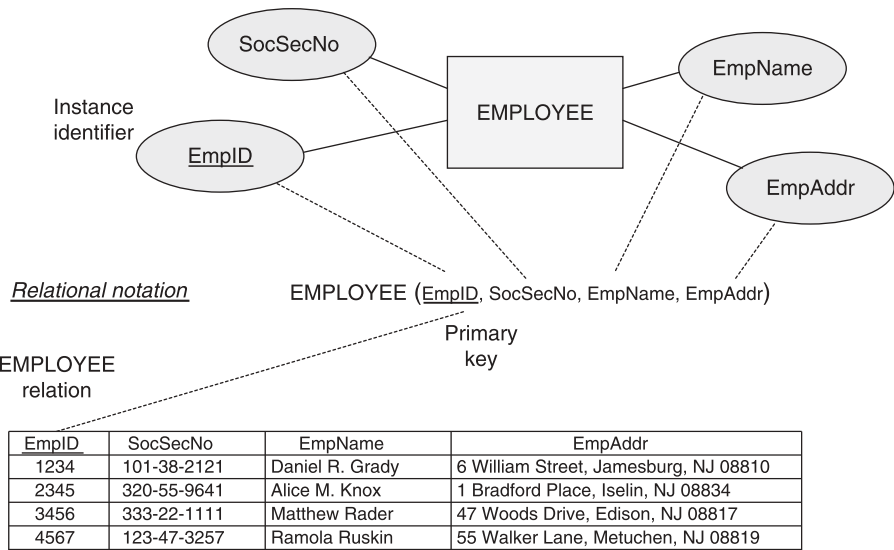 SocSecNo
EmpName
Instance
identifier
EMPLOYEE
EmpID
EmpAddr
Relational notation
EMPLOYEE (EmpID, SocSecNo, EmpName, EmpAddr)
Primary
key
EMPLOYEE
relation
EmpID SocSecNo EmpName EmpAddr
1234 101-38-2121 Daniel R. Grady 6 William Street, Jamesburg, NJ 08810
2345 320-55-9641 Alice M. Knox 1 Bradford Place, Iselin, NJ 08834
3456 333-22-1111 Matthew Rader 47 Woods Drive, Edison, NJ 08817
4567 123-47-3257 Ramola Ruskin 55 Walker Lane, Metuchen, NJ 08819